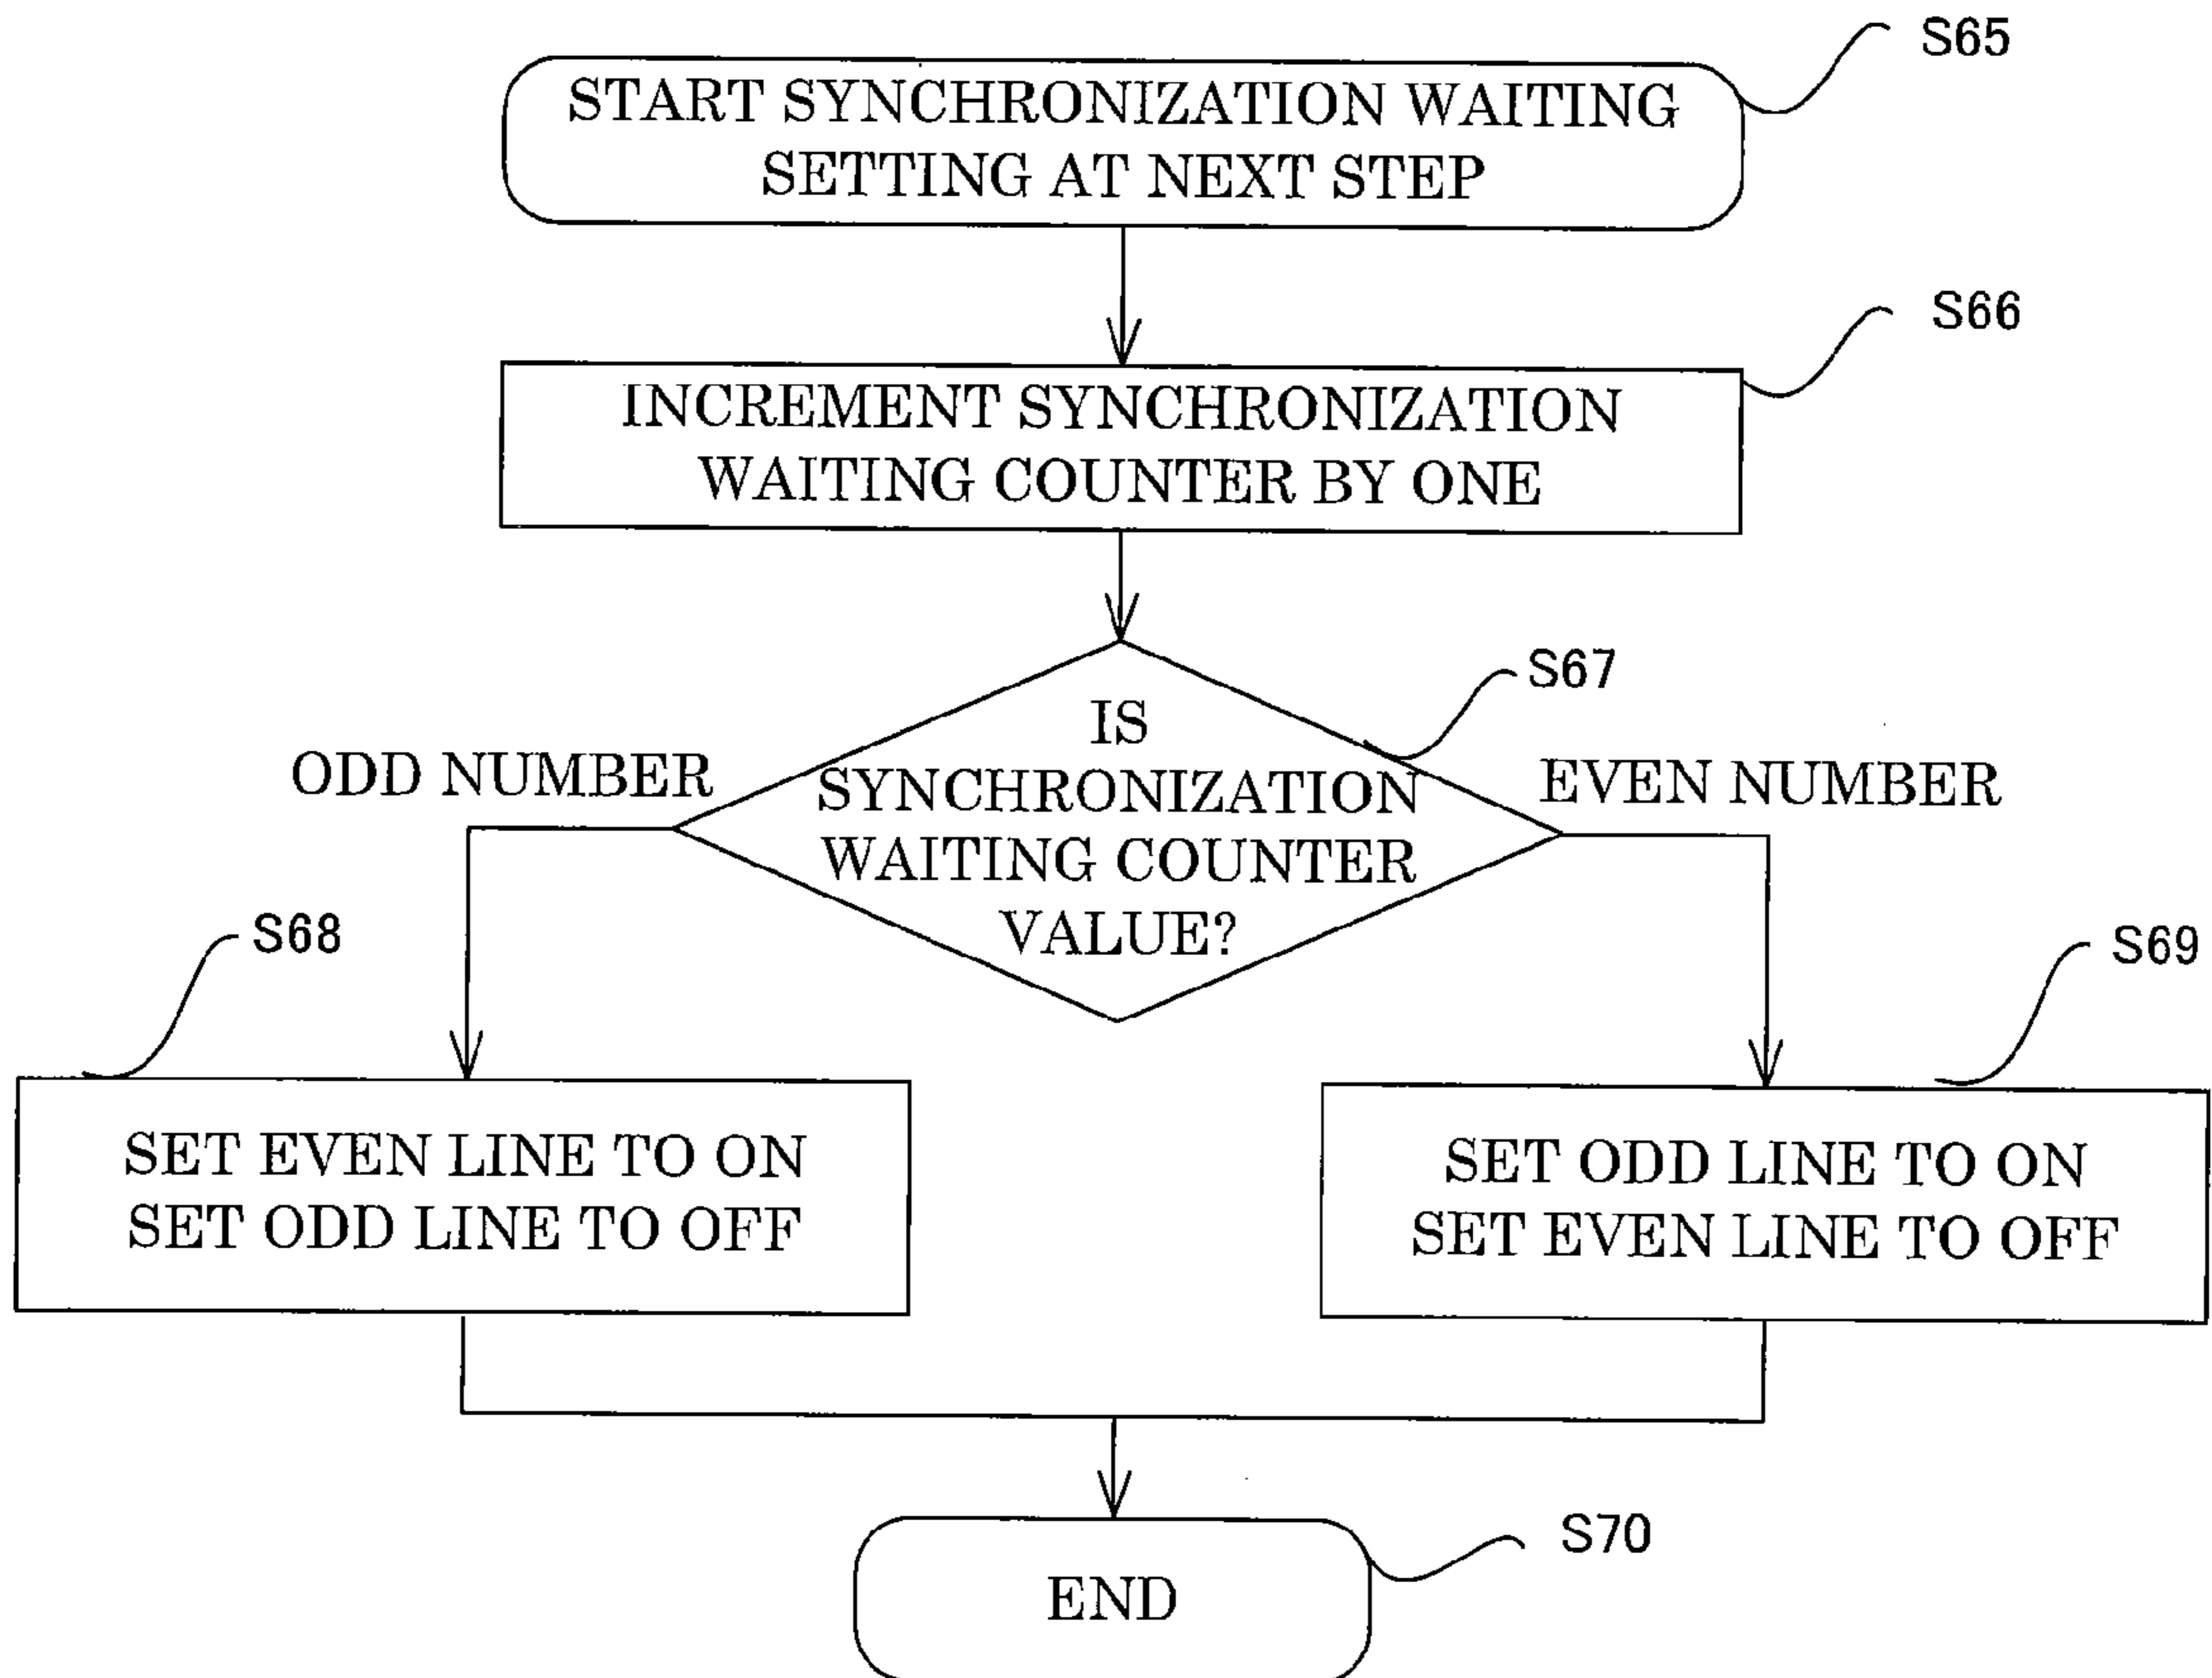 S65
START SYNCHRONIZATION WAITING
SETTING AT NEXT STEP
S66
INCREMENT SYNCHRONIZATION
WAITING COUNTER BY ONE
S67
IS
SYNCHRONIZATION
WAITING COUNTER
VALUE?
ODD NUMBER
EVEN NUMBER
S68
SET EVEN LINE TO ON
SET ODD LINE TO OFF
S69
SET ODD LINE TO ON
SET EVEN LINE TO OFF
S70
END